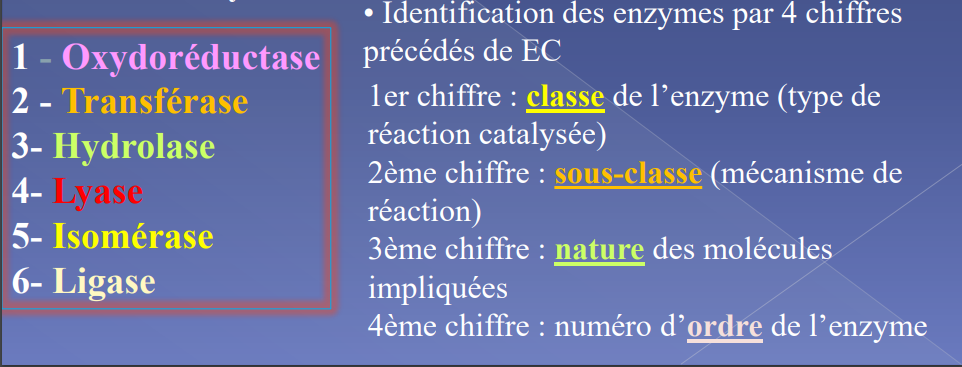 1 - Oxydoréductase
2 - Transférase
3- Hydrolase
4- Lyase
5- Isomérase
6- Ligase
• Identification des enzymes par 4 chiffres
précédés de EC
1er chiffre : classe de l’enzyme (type de
réaction catalysée)
2ème chiffre : sous-classe (mécanisme de
réaction)
3ème chiffre : nature des molécules
impliquées
4ème chiffre : numéro d’ordre de l’enzyme